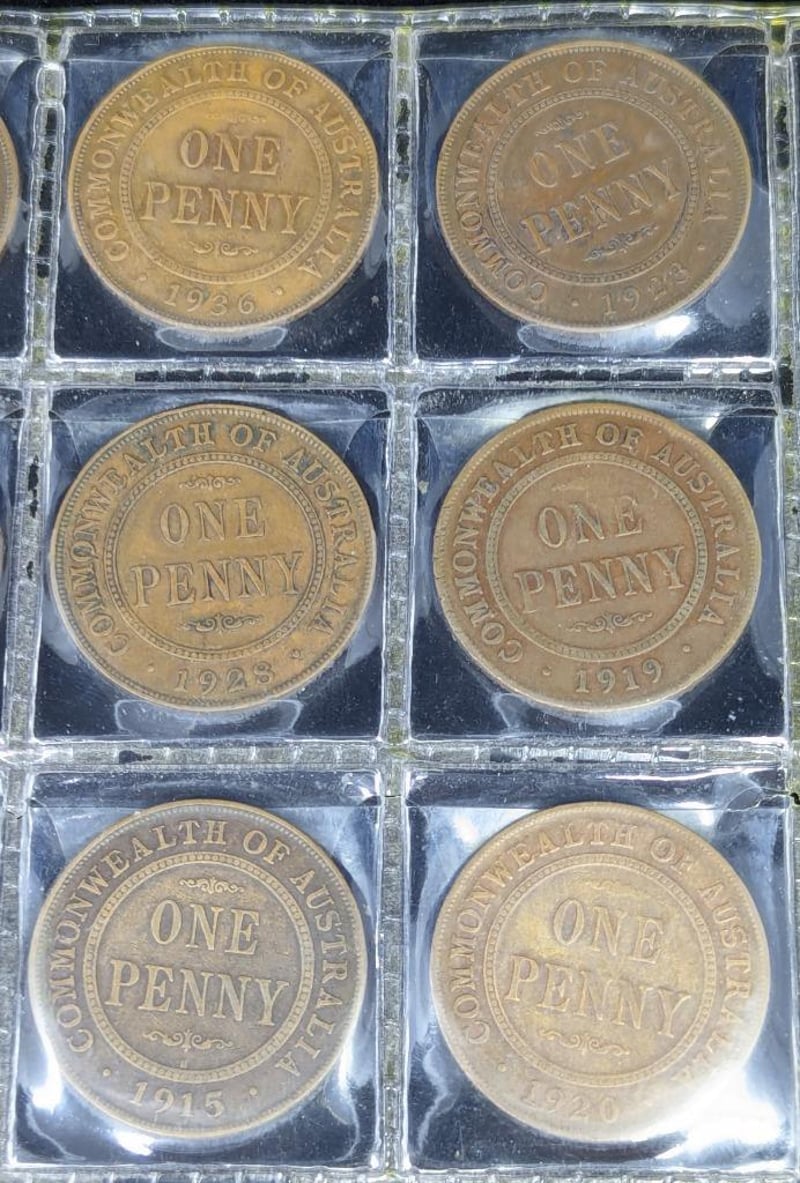 COMMONWEALTH OF AUSTRALIA
ONE
PENNY
· 1936 ·
COMMONWEALTH OF AUSTRALIA
ONE
PENNY
COMMONWEALTH OF AUSTRALIA
ONE
PENNY
· 1928 ·
COMMONWEALTH OF AUSTRALIA
ONE
PENNY
· 1919 ·
COMMONWEALTH OF AUSTRALIA
ONE
PENNY
H
· 1915 ·
COMMONWEALTH OF AUSTRALIA
ONE
PENNY
· 1920